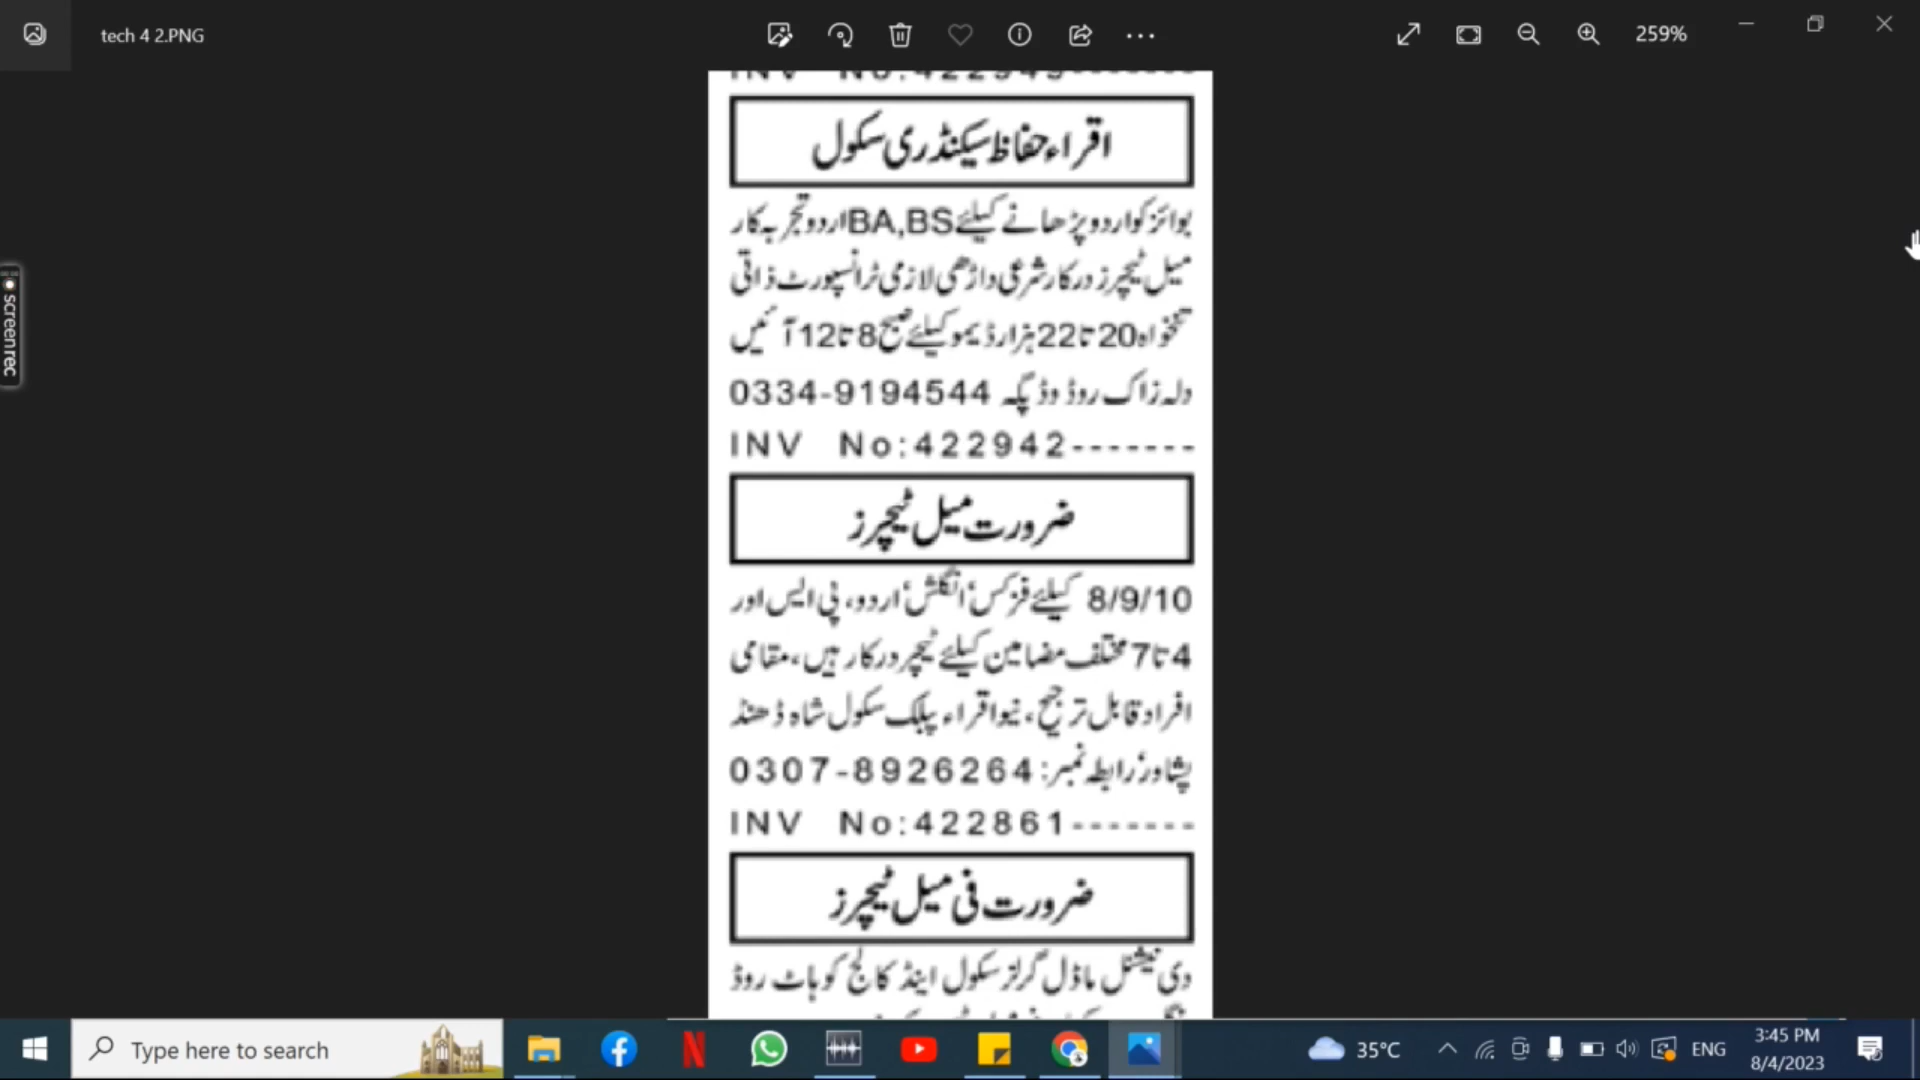 tech 4 2.PNG
259%
INV No:422949-------
اقراء حفاظ سیکنڈری سکول
بوائز کو اردو پڑھانے کیلئے BA,BS اردو تجربہ کار
میل ٹیچرز درکار شرعی داڑھی لازمی ٹرانسپورٹ ذاتی
تنخواہ 20 تا 22 ہزار ڈیمو کیلئے صبح 8 تا 12 آئیں
دلہ زاک روڈ وڈپگہ 0334-9194544
INV No:422942-------
ضرورت میل ٹیچرز
8/9/10 کیلئے فزکس، انگلش، اردو، پی ایس اور
4 تا 7 مختلف مضامین کیلئے ٹیچر درکار ہیں، مقامی
افراد قابل ترجیح، نیو اقراء پبلک سکول شاہ ڈھنڈ
پشاور، رابطہ نمبر: 0307-8926264
INV No:422861-------
ضرورت فی میل ٹیچرز
دی نیشنل ماڈل گرلز سکول اینڈ کالج کوہاٹ روڈ
screenrec
Type here to search
35°C
ENG
3:45 PM
8/4/2023